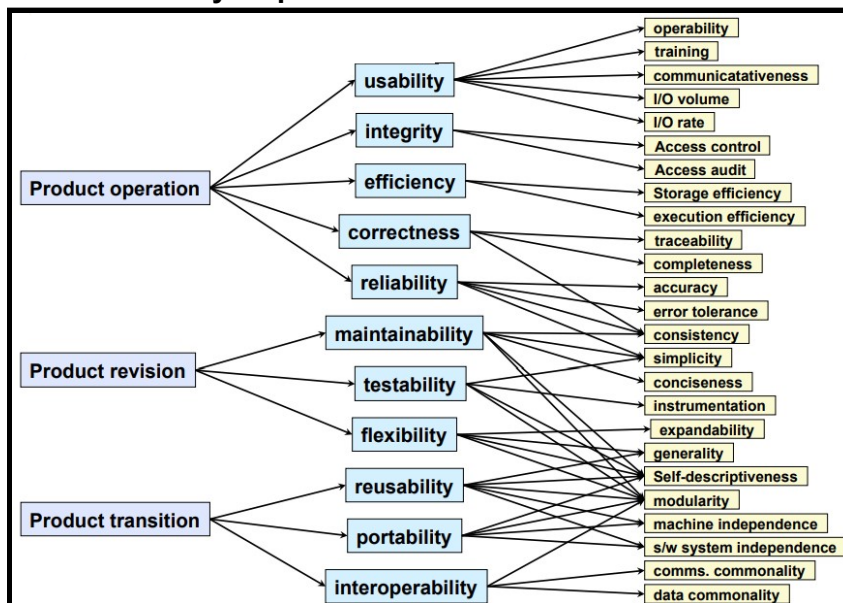 Product operation
Product revision
Product transition
usability
integrity
efficiency
correctness
reliability
maintainability
testability
flexibility
reusability
portability
interoperability
operability
training
communicatativeness
I/O volume
I/O rate
Access control
Access audit
Storage efficiency
execution efficiency
traceability
completeness
accuracy
error tolerance
consistency
simplicity
conciseness
instrumentation
expandability
generality
Self-descriptiveness
modularity
machine independence
s/w system independence
comms. commonality
data commonality